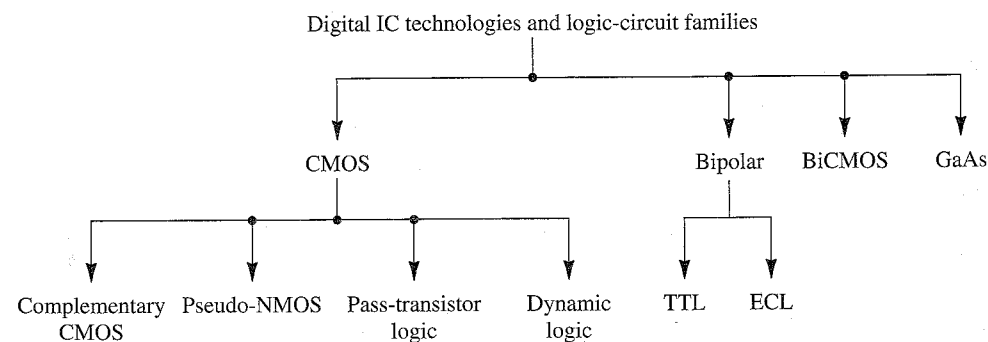 Digital IC technologies and logic-circuit families
CMOS
Bipolar
BiCMOS
GaAs
Complementary
CMOS
Pseudo-NMOS
Pass-transistor
logic
Dynamic
logic
TTL
ECL